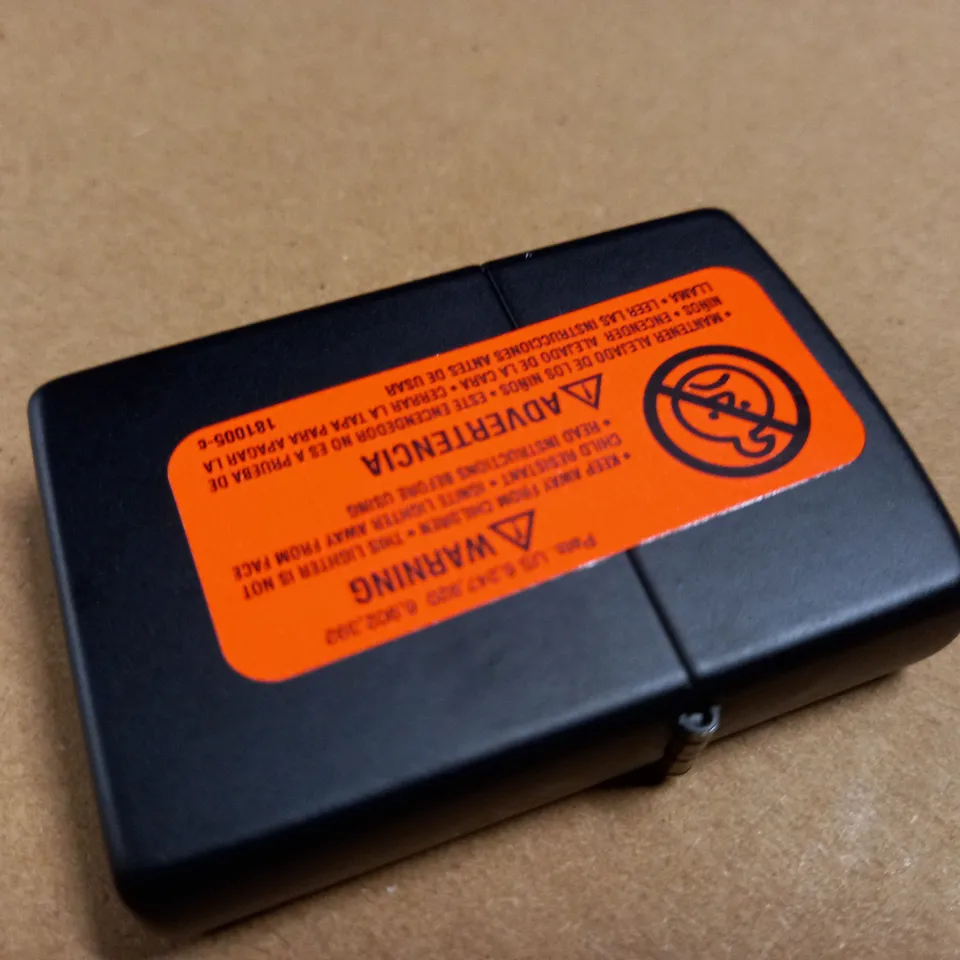 Pats. US 6,247,920 6,902,392
⚠ WARNING
• KEEP AWAY FROM CHILDREN • THIS LIGHTER IS NOT
CHILD RESISTANT • IGNITE LIGHTER AWAY FROM FACE
• READ INSTRUCTIONS BEFORE USING
⚠ ADVERTENCIA
• MANTENER ALEJADO DE LOS NIÑOS • ESTE ENCENDEDOR NO ES A PRUEBA DE
NIÑOS • ENCENDER ALEJADO DE LA CARA • CERRAR LA TAPA PARA APAGAR LA
LLAMA • LEER LAS INSTRUCCIONES ANTES DE USAR
181005-c